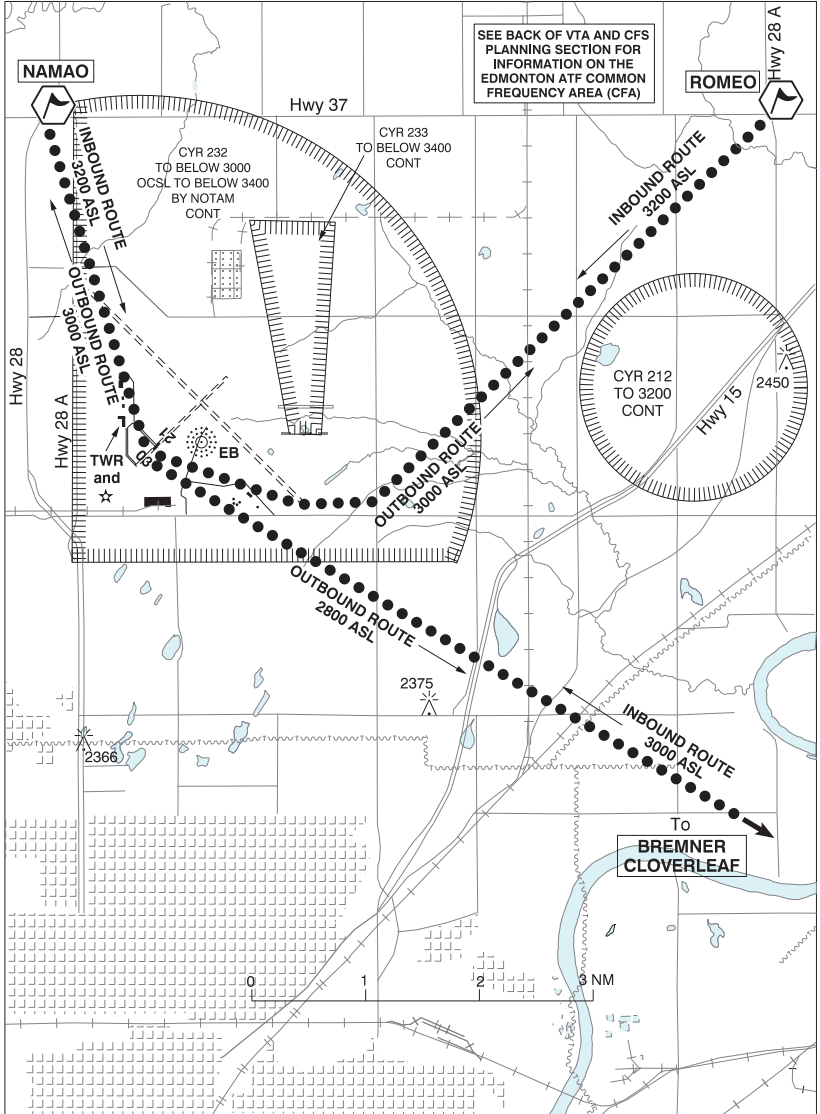 SEE BACK OF VTA AND CFS
PLANNING SECTION FOR
INFORMATION ON THE
EDMONTON ATF COMMON
FREQUENCY AREA (CFA)
Hwy 28 A
NAMAO
ROMEO
Hwy 37
CYR 233
TO BELOW 3400
CONT
CYR 232
TO BELOW 3000
OCSL TO BELOW 3400
BY NOTAM
CONT
INBOUND ROUTE
3200 ASL
INBOUND ROUTE
3200 ASL
OUTBOUND ROUTE
3000 ASL
Hwy 28
Hwy 28 A
CYR 212
TO 3200
CONT
2450
Hwy 15
12
03
EB
TWR
and
OUTBOUND ROUTE
3000 ASL
OUTBOUND ROUTE
2800 ASL
2375
2366
INBOUND ROUTE
3000 ASL
To
BREMNER
CLOVERLEAF
0
1
2
3 NM